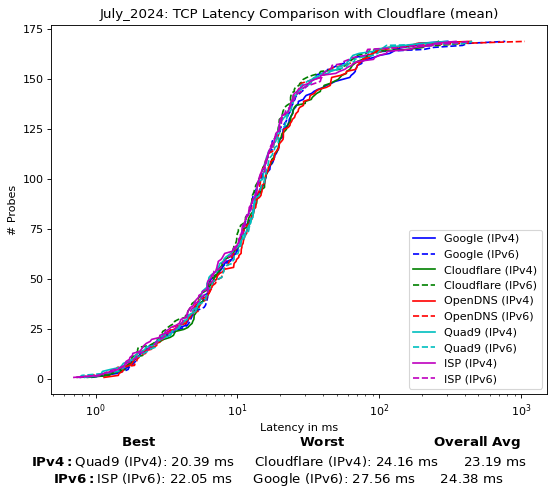 July_2024: TCP Latency Comparison with Cloudflare (mean)
175
150
125
100
75
50
25
0
# Probes
Google (IPv4)
Google (IPv6)
Cloudflare (IPv4)
Cloudflare (IPv6)
OpenDNS (IPv4)
OpenDNS (IPv6)
Quad9 (IPv4)
Quad9 (IPv6)
ISP (IPv4)
ISP (IPv6)
10⁰ 10¹ 10² 10³
Latency in ms
Best Worst Overall Avg
IPv4: Quad9 (IPv4): 20.39 ms Cloudflare (IPv4): 24.16 ms 23.19 ms
IPv6: ISP (IPv6): 22.05 ms Google (IPv6): 27.56 ms 24.38 ms